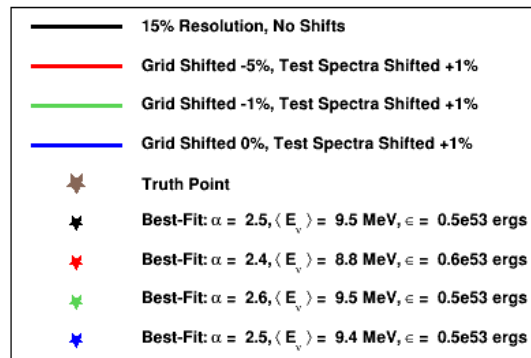 15% Resolution, No Shifts
Grid Shifted -5%, Test Spectra Shifted +1%
Grid Shifted -1%, Test Spectra Shifted +1%
Grid Shifted 0%, Test Spectra Shifted +1%
Truth Point
Best-Fit: α = 2.5, ⟨ E_ν ⟩ = 9.5 MeV, ϵ = 0.5e53 ergs
Best-Fit: α = 2.4, ⟨ E_ν ⟩ = 8.8 MeV, ϵ = 0.6e53 ergs
Best-Fit: α = 2.6, ⟨ E_ν ⟩ = 9.5 MeV, ϵ = 0.5e53 ergs
Best-Fit: α = 2.5, ⟨ E_ν ⟩ = 9.4 MeV, ϵ = 0.5e53 ergs